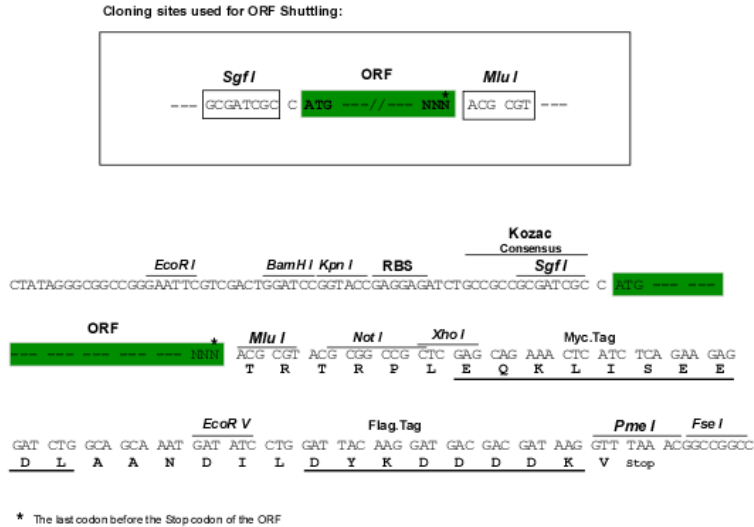 Cloning sites used for ORF Shuttling:
Sgf I ORF Mlu I
*
--- GCGATCGC C ATG ---//--- NNN ACG CGT ---
Kozac
Consensus
EcoR I BamH I Kpn I RBS Sgf I
CTATAGGGCGGCCGGGAATTCGTCGACTGGATCCGGTACCGAGGAGATCTGCCGCCGCGATCGC C ATG --- ---
ORF
* Mlu I Not I Xho I Myc.Tag
--- --- --- --- --- NNN ACG CGT ACG CGG CCG CTC GAG CAG AAA CTC ATC TCA GAA GAG
T R T R P L E Q K L I S E E
EcoR V Flag.Tag Pme I Fse I
GAT CTG GCA GCA AAT GAT ATC CTG GAT TAC AAG GAT GAC GAC GAT AAG GTT TAA ACGGCCGGCC
D L A A N D I L D Y K D D D D K V Stop
* The last codon before the Stop codon of the ORF